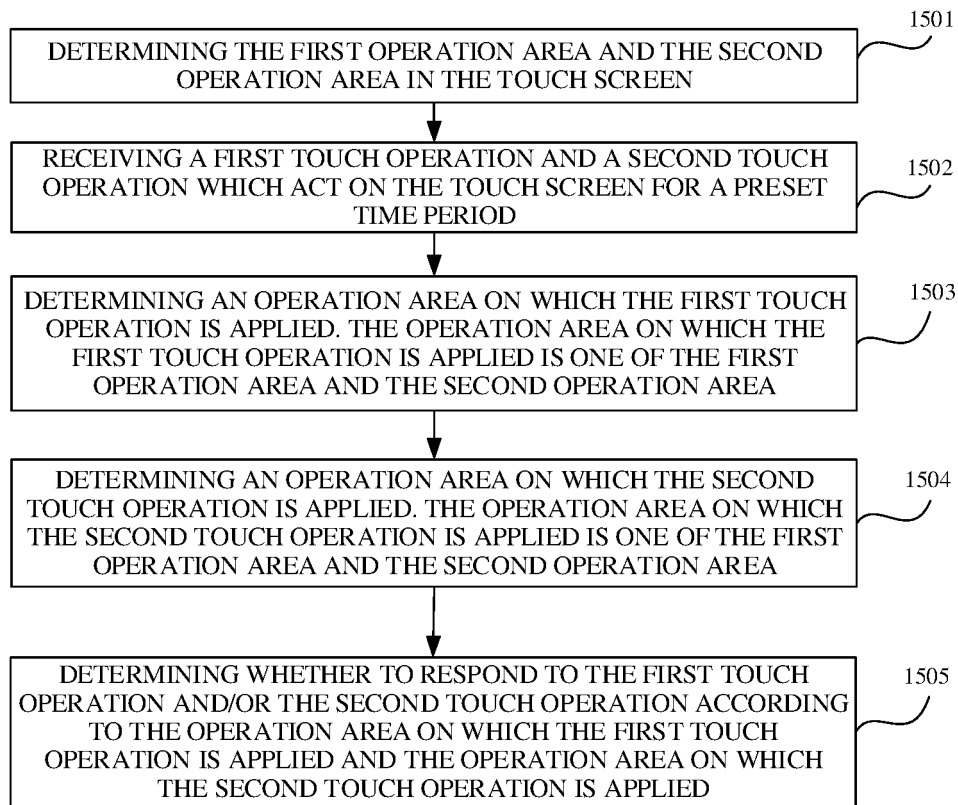 1501
DETERMINING THE FIRST OPERATION AREA AND THE SECOND
OPERATION AREA IN THE TOUCH SCREEN
RECEIVING A FIRST TOUCH OPERATION AND A SECOND TOUCH
OPERATION WHICH ACT ON THE TOUCH SCREEN FOR A PRESET
TIME PERIOD
1502
DETERMINING AN OPERATION AREA ON WHICH THE FIRST TOUCH
OPERATION IS APPLIED. THE OPERATION AREA ON WHICH THE
FIRST TOUCH OPERATION IS APPLIED IS ONE OF THE FIRST
OPERATION AREA AND THE SECOND OPERATION AREA
1503
DETERMINING AN OPERATION AREA ON WHICH THE SECOND
TOUCH OPERATION IS APPLIED. THE OPERATION AREA ON WHICH
THE SECOND TOUCH OPERATION IS APPLIED IS ONE OF THE FIRST
OPERATION AREA AND THE SECOND OPERATION AREA
1504
DETERMINING WHETHER TO RESPOND TO THE FIRST TOUCH
OPERATION AND/OR THE SECOND TOUCH OPERATION ACCORDING
TO THE OPERATION AREA ON WHICH THE FIRST TOUCH
OPERATION IS APPLIED AND THE OPERATION AREA ON WHICH
THE SECOND TOUCH OPERATION IS APPLIED
1505